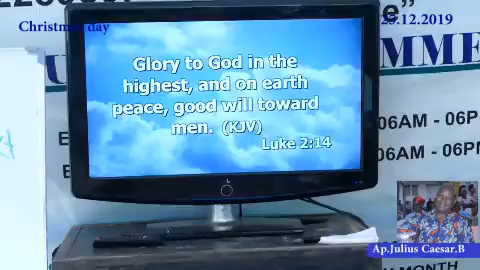 Christmas day
25.12.2019
Glory to God in the
highest, and on earth
peace, good will toward
men. (KJV)
Luke 2:14
06AM - 06P
06AM - 06P
MONTH
Ap.Julius Caesar.B